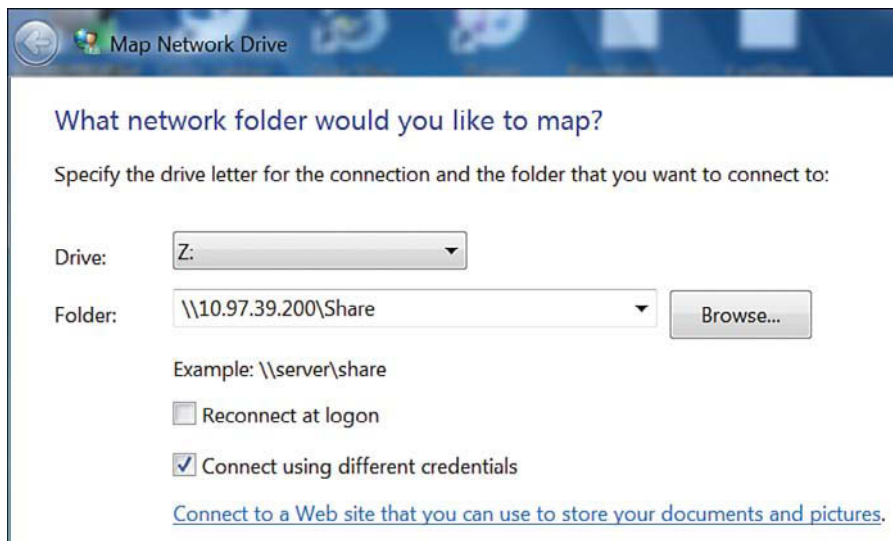 Map Network Drive
What network folder would you like to map?
Specify the drive letter for the connection and the folder that you want to connect to:
Drive: Z:
Folder: \\10.97.39.200\Share Browse...
Example: \\server\share
Reconnect at logon
Connect using different credentials
Connect to a Web site that you can use to store your documents and pictures.